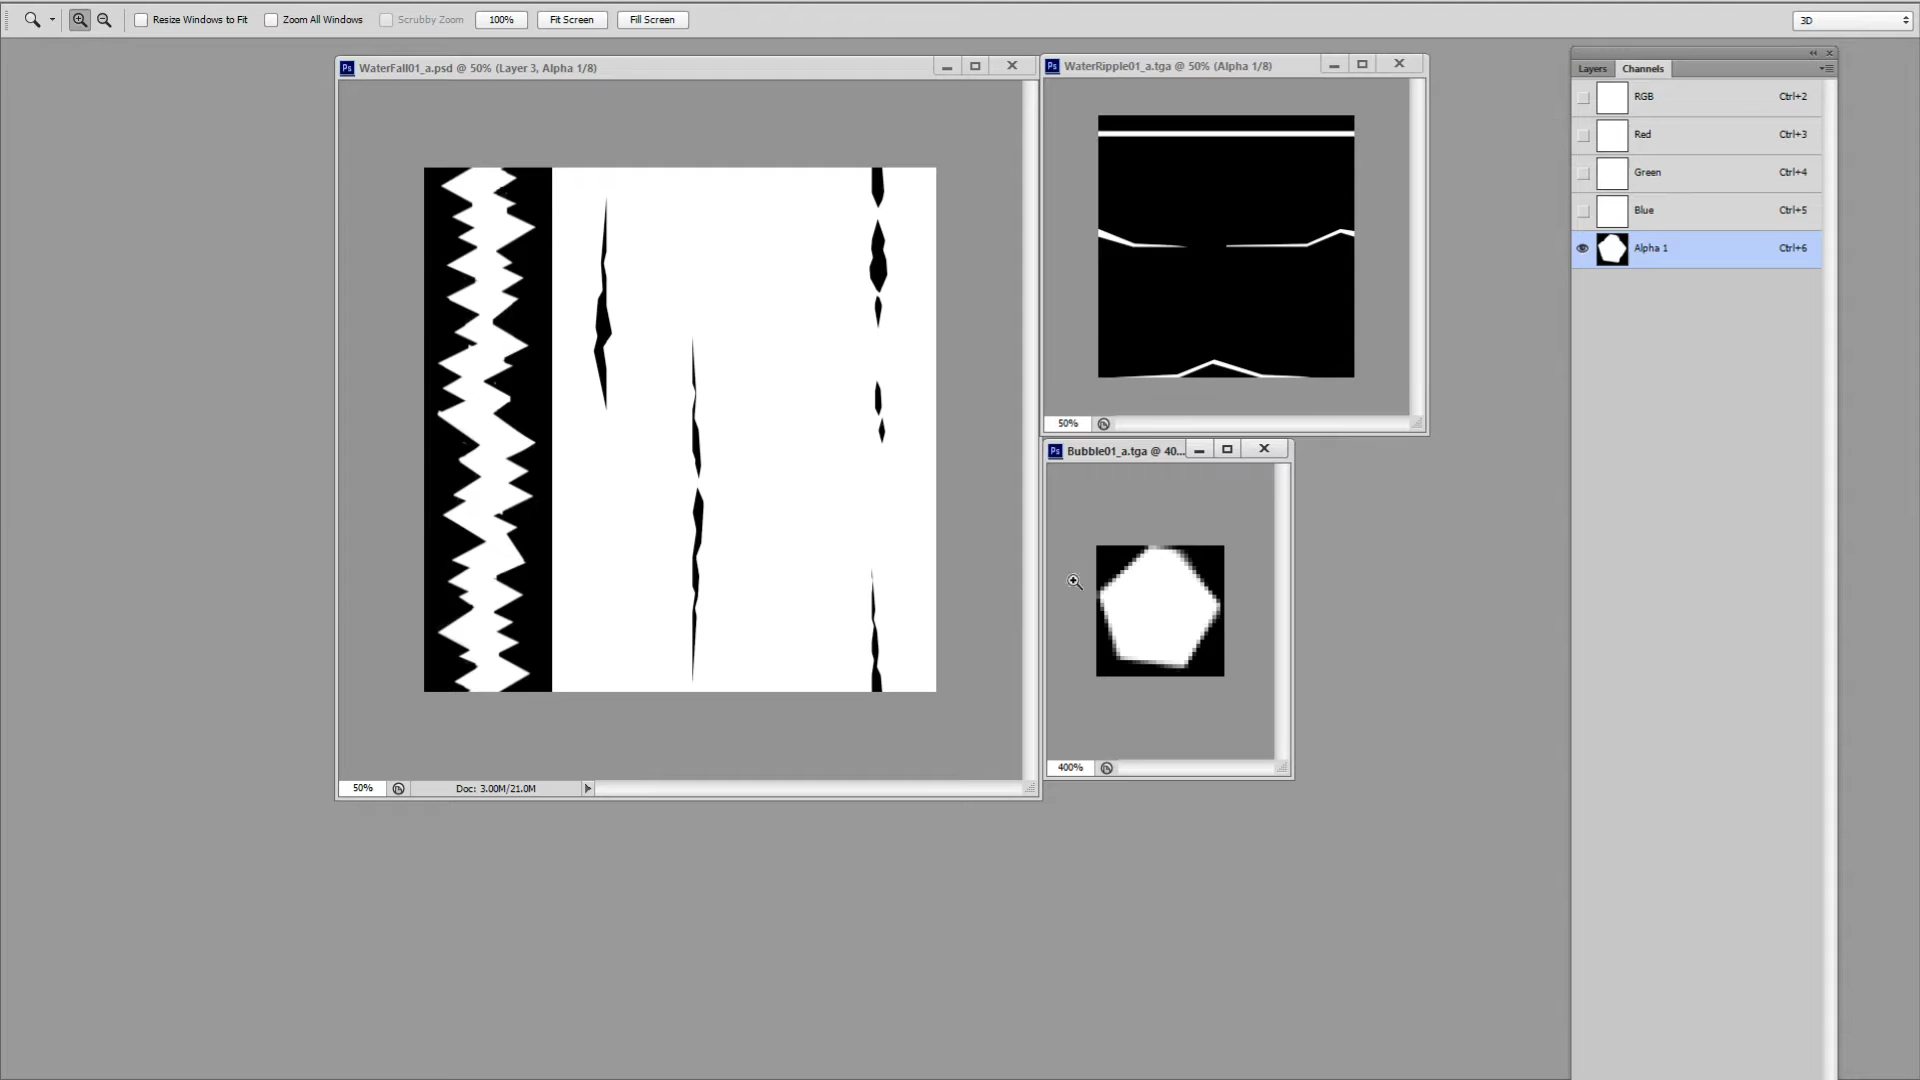 Resize Windows to Fit Zoom All Windows Scrubby Zoom 100% Fit Screen Fill Screen 3D
Ps WaterFall01_a.psd @ 50% (Layer 3, Alpha 1/8)
50% Doc: 3.00M/21.0M
Ps WaterRipple01_a.tga @ 50% (Alpha 1/8)
50%
Ps Bubble01_a.tga @ 40...
400%
Layers Channels
RGB Ctrl+2
Red Ctrl+3
Green Ctrl+4
Blue Ctrl+5
Alpha 1 Ctrl+6